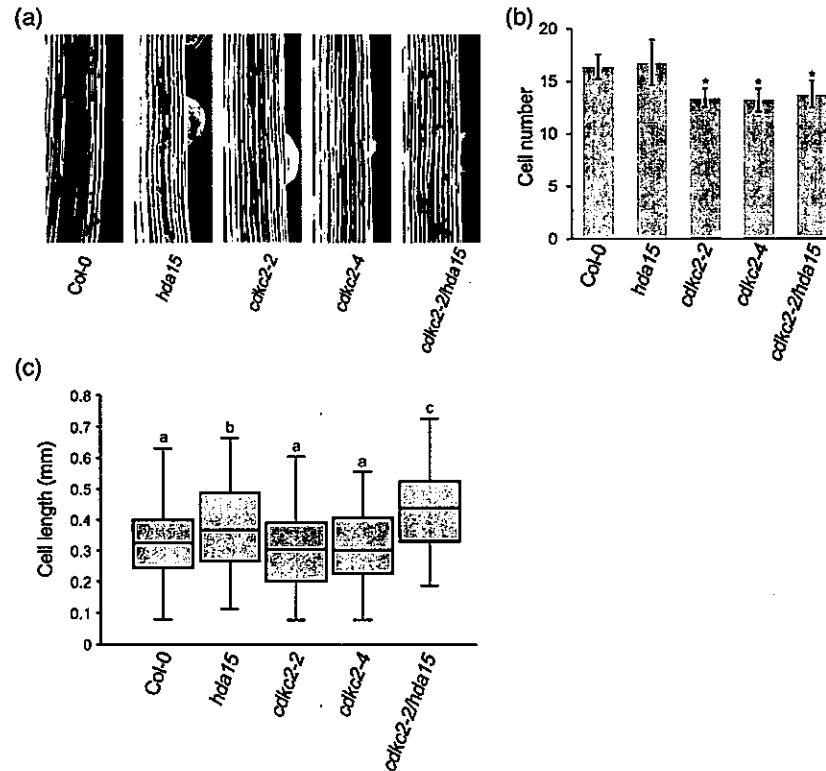 (a)
Col-0
hda15
cdkc2-2
cdkc2-4
cdkc2-2/hda15
(b)
Cell number
20
15
10
5
0
*
*
*
Col-0
hda15
cdkc2-2
cdkc2-4
cdkc2-2/hda15
(c)
Cell length (mm)
0.8
0.7
0.6
0.5
0.4
0.3
0.2
0.1
0
a
b
a
a
c
Col-0
hda15
cdkc2-2
cdkc2-4
cdkc2-2/hda15